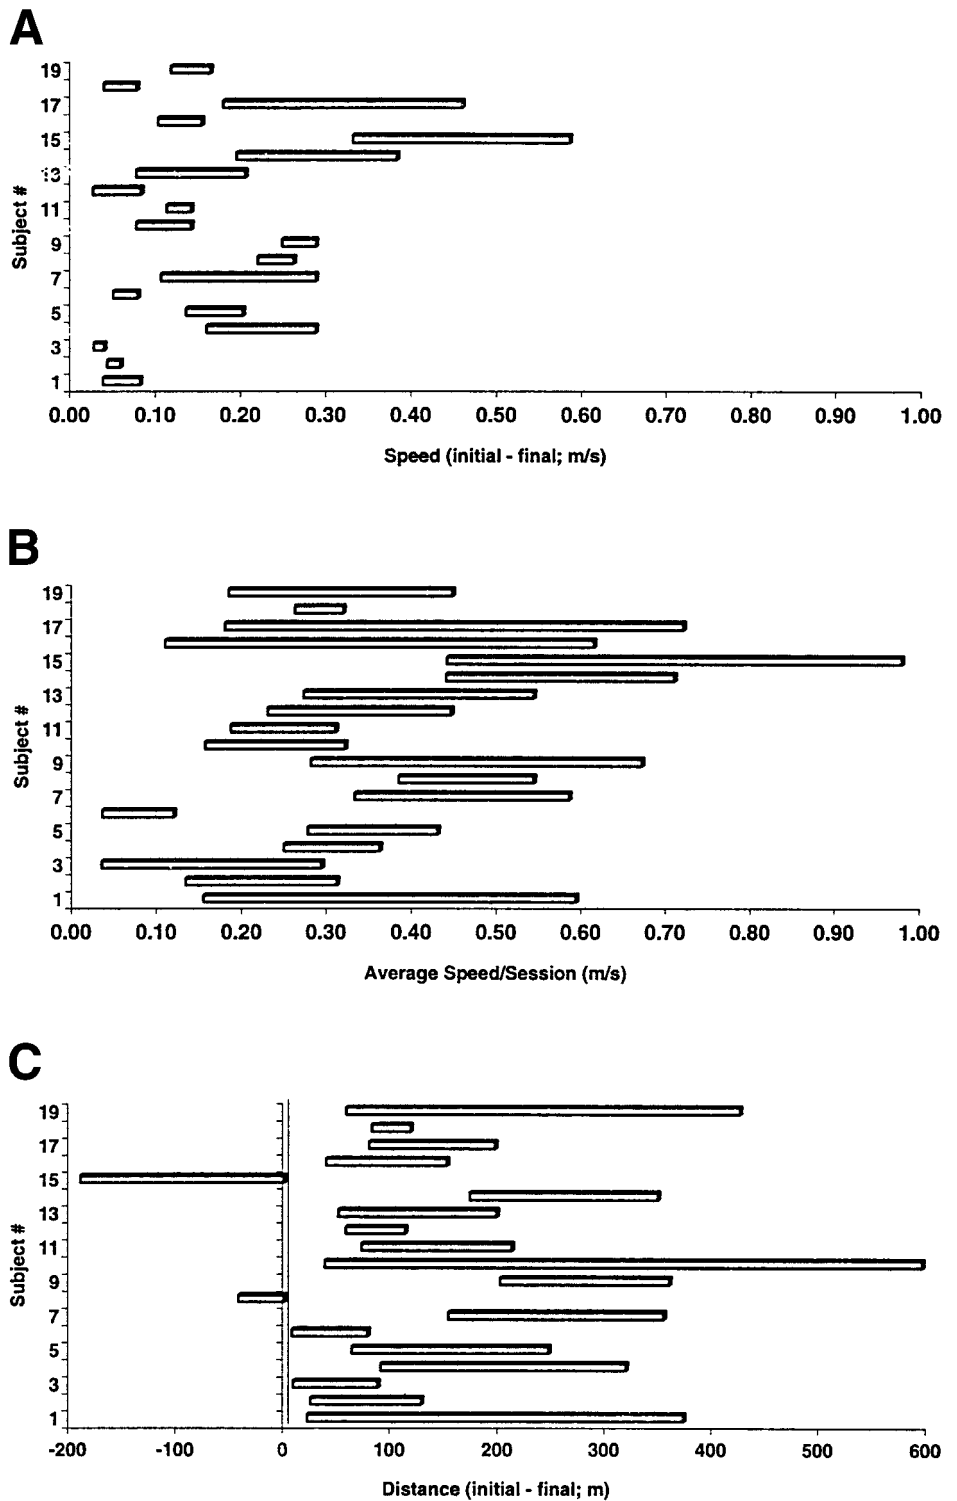 A
19
17
15
13
11
9
7
5
3
1
Subject #
0.00 0.10 0.20 0.30 0.40 0.50 0.60 0.70 0.80 0.90 1.00
Speed (initial - final; m/s)
B
19
17
15
13
11
9
7
5
3
1
Subject #
0.00 0.10 0.20 0.30 0.40 0.50 0.60 0.70 0.80 0.90 1.00
Average Speed/Session (m/s)
C
19
17
15
13
11
9
7
5
3
1
Subject #
-200 -100 0 100 200 300 400 500 600
Distance (initial - final; m)